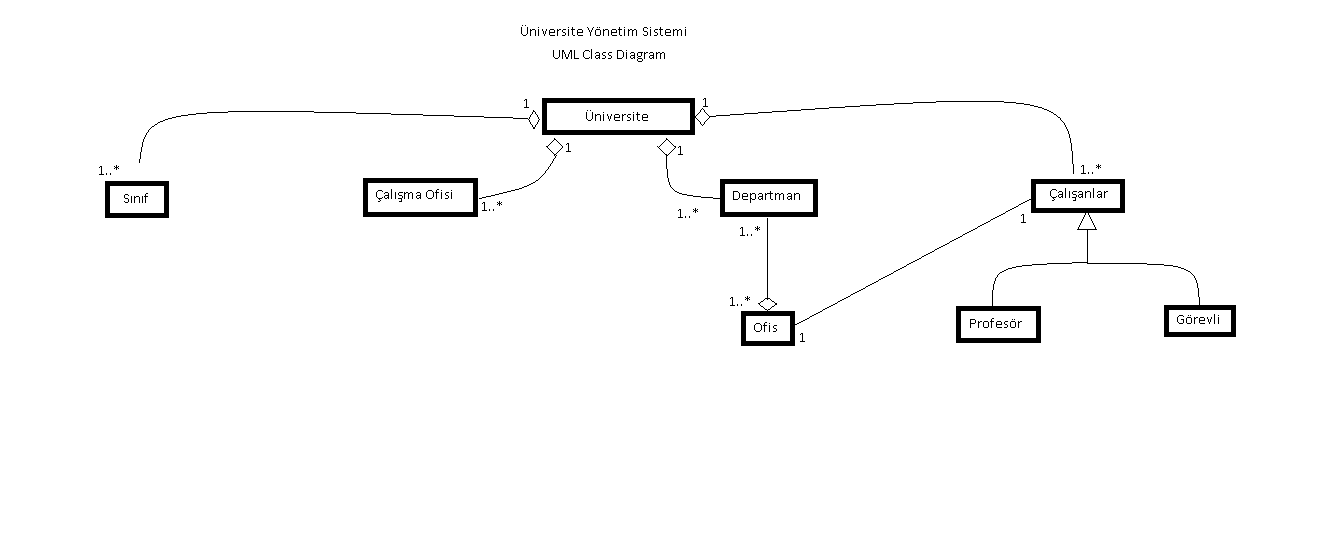 Üniversite Yönetim Sistemi
UML Class Diagram
1
Üniversite
1
1
1
1..*
1..*
Sınıf
Çalışma Ofisi
1..*
Departman
1..*
Çalışanlar
1
1..*
1..*
Ofis
1
Profesör
Görevli